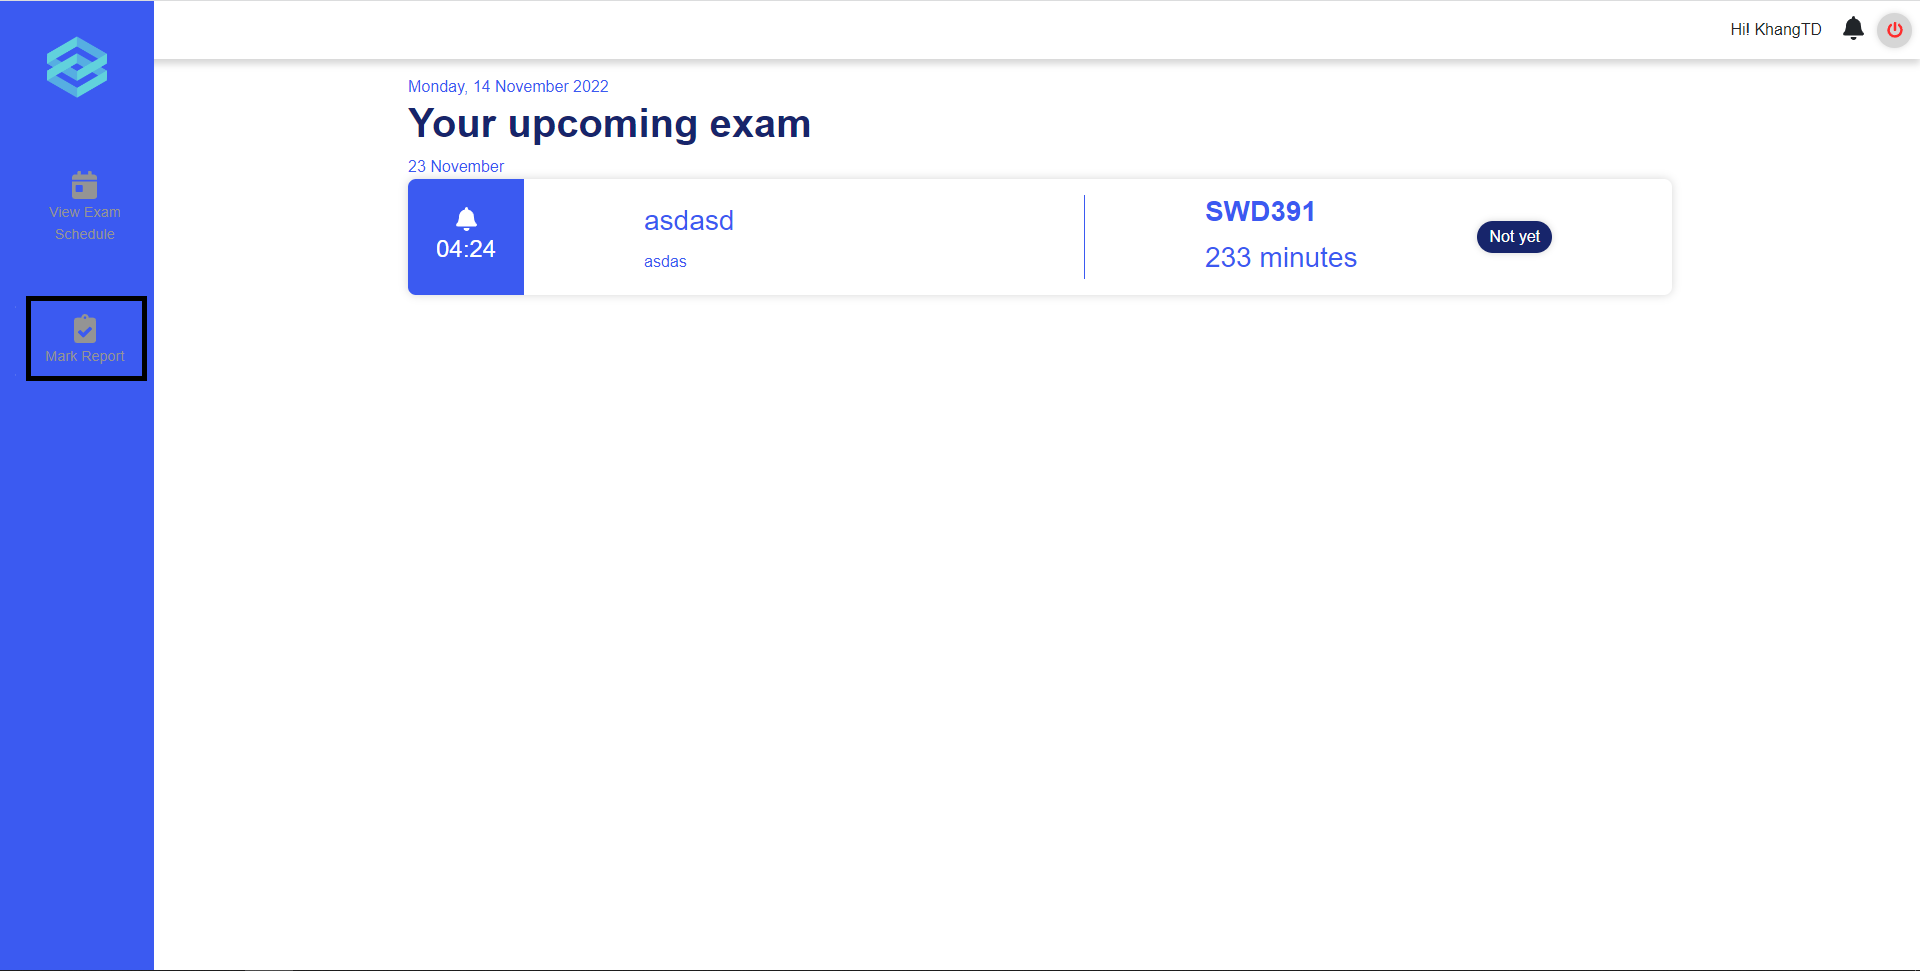 Hi! KhangTD
View Exam
Schedule
Mark Report
Monday, 14 November 2022
Your upcoming exam
23 November
04:24
asdasd
asdas
SWD391
233 minutes
Not yet